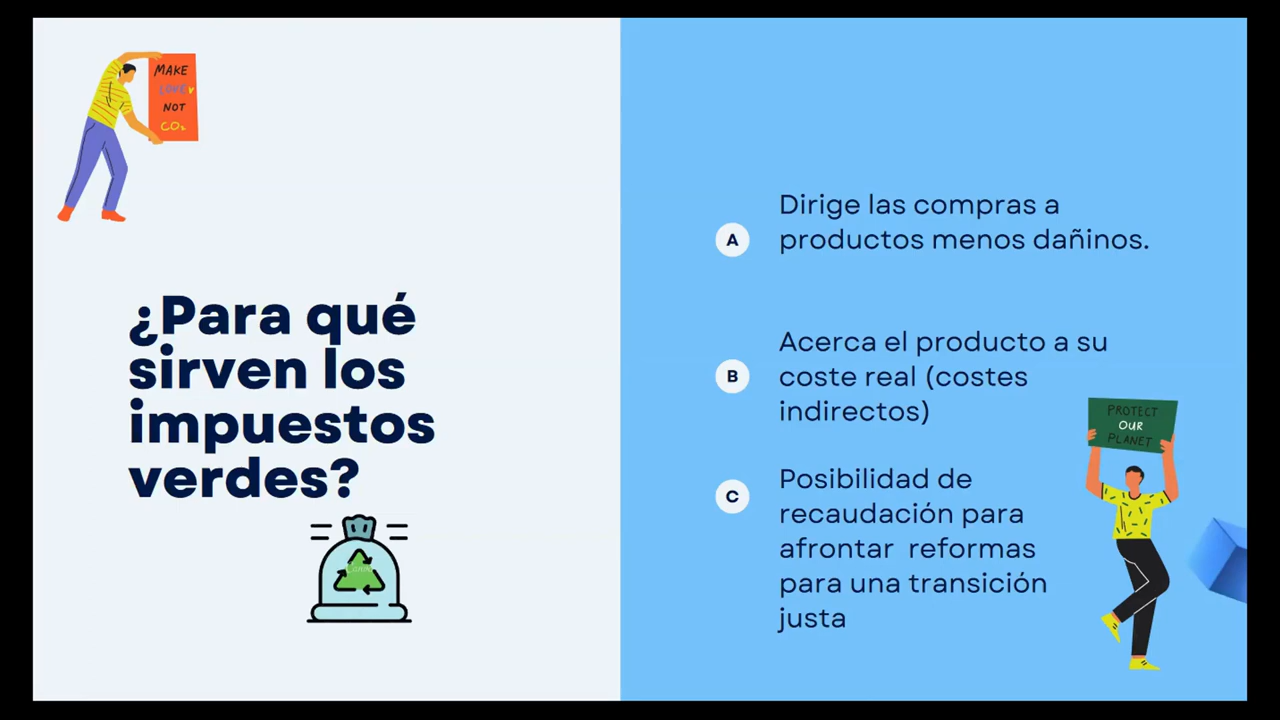 MAKE
LOVE
NOT
CO₂
¿Para qué
sirven los
impuestos
verdes?
Canva
A
Dirige las compras a
productos menos dañinos.
B
Acerca el producto a su
coste real (costes
indirectos)
C
Posibilidad de
recaudación para
afrontar reformas
para una transición
justa
PROTECT
OUR
PLANET